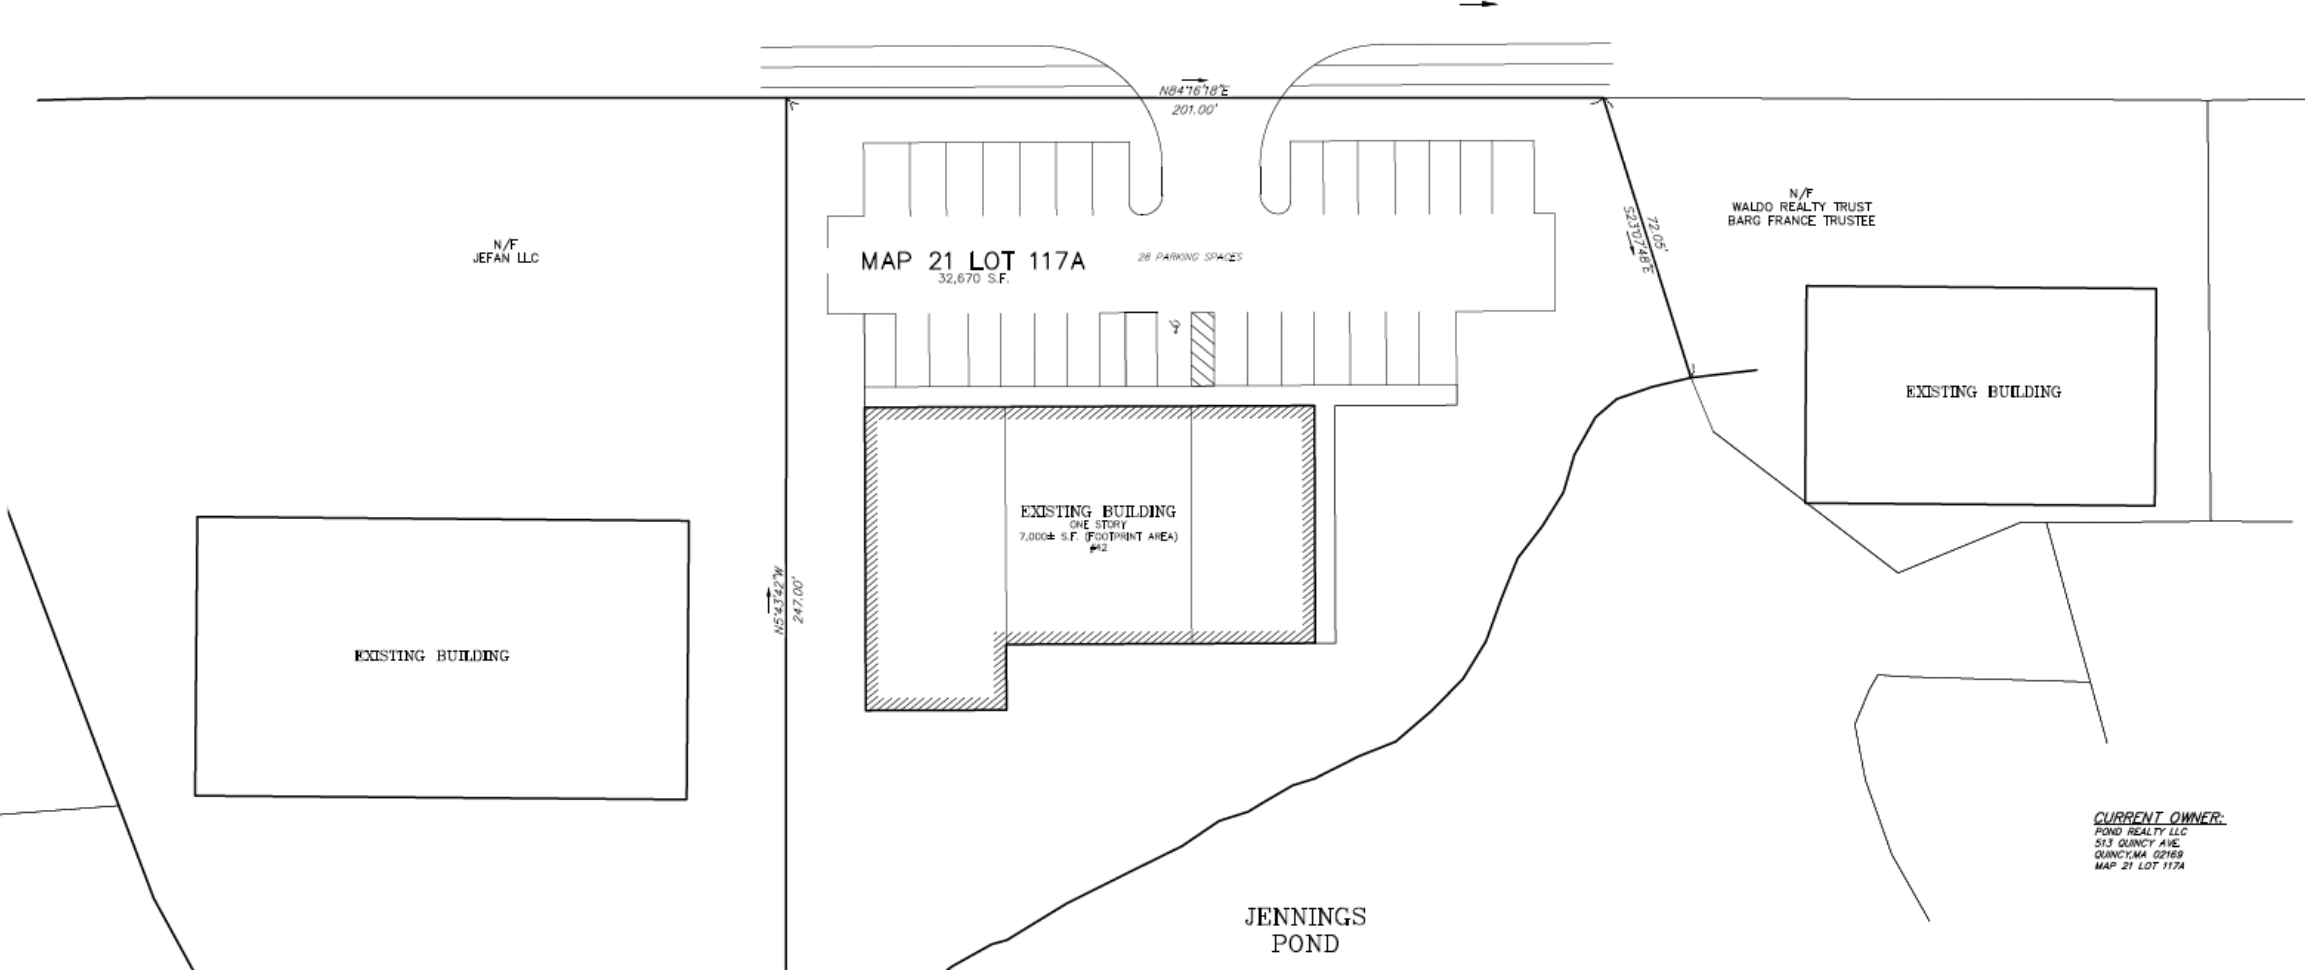 N84°16'18"E
201.00'
N/F
JEFAN LLC
MAP 21 LOT 117A
32,670 S.F.
28 PARKING SPACES
72.05'
S23°07'48"E
N/F
WALDO REALTY TRUST
BARG FRANCE TRUSTEE
EXISTING BUILDING
EXISTING BUILDING
ONE STORY
7,000± S.F. (FOOTPRINT AREA)
#42
N5°43'42"W
247.00'
EXISTING BUILDING
CURRENT OWNER:
POND REALTY LLC
513 QUINCY AVE.
QUINCY,MA 02169
MAP 21 LOT 117A
JENNINGS
POND